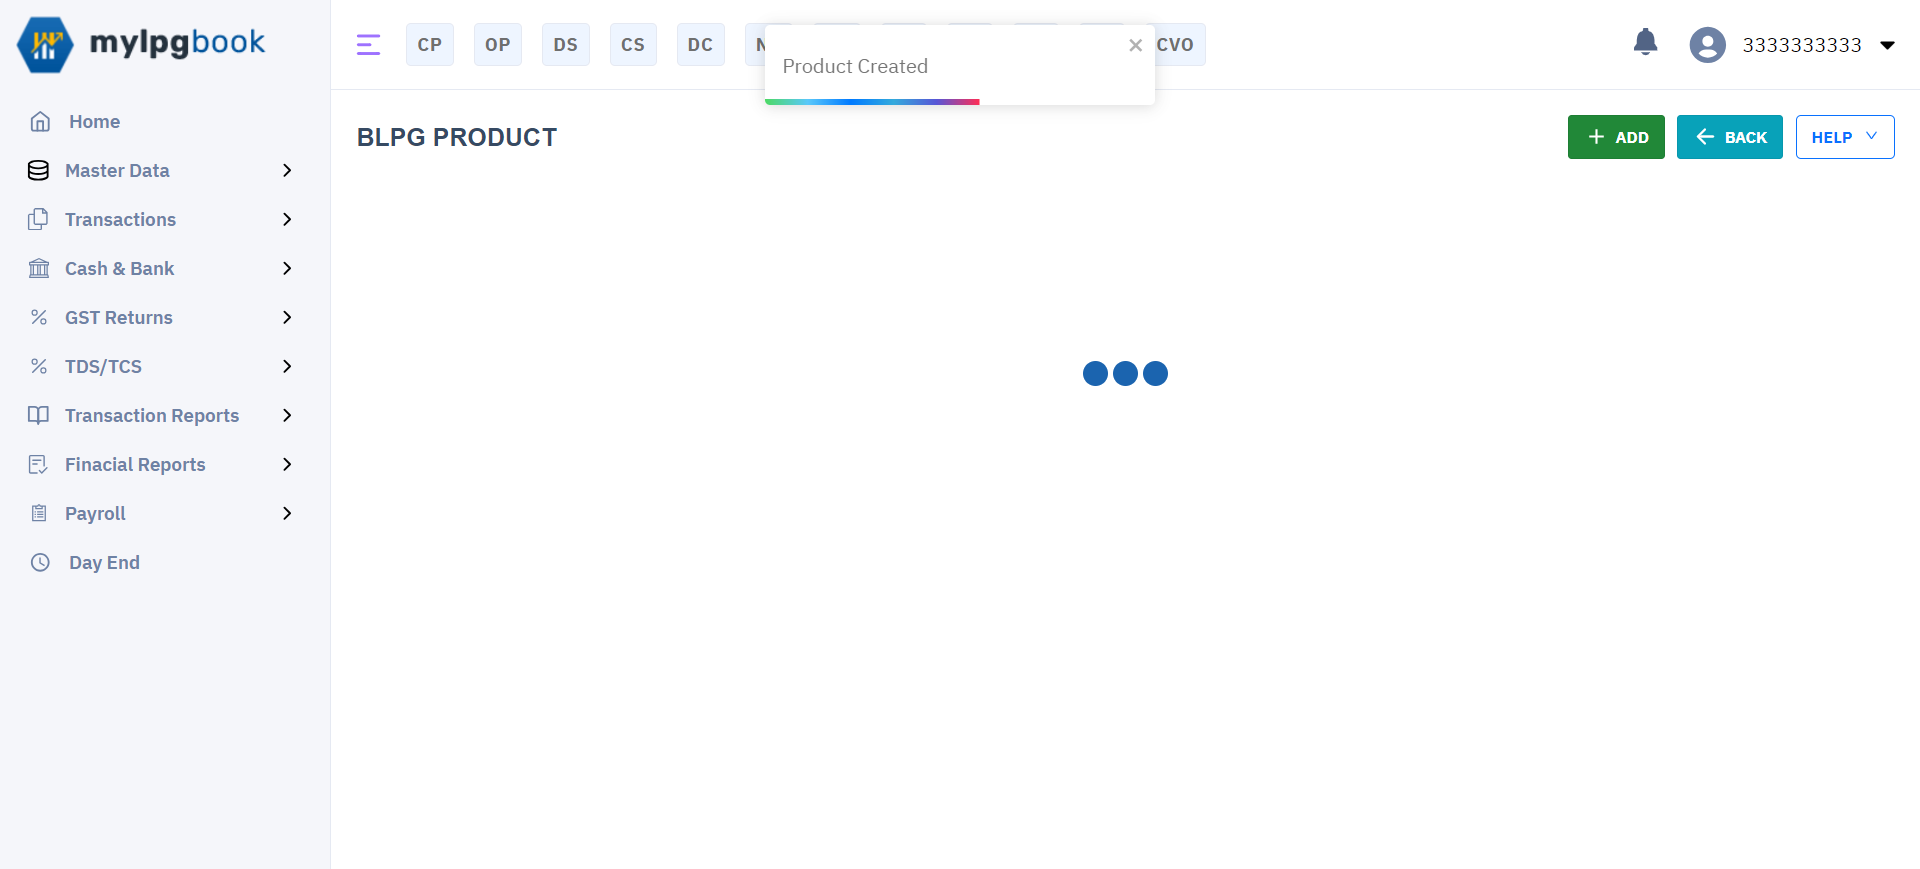 mylpgbook
CP OP DS CS DC CVO
Product Created
3333333333
BLPG PRODUCT
ADD
BACK
HELP
Home
Master Data
Transactions
Cash & Bank
GST Returns
TDS/TCS
Transaction Reports
Finacial Reports
Payroll
Day End